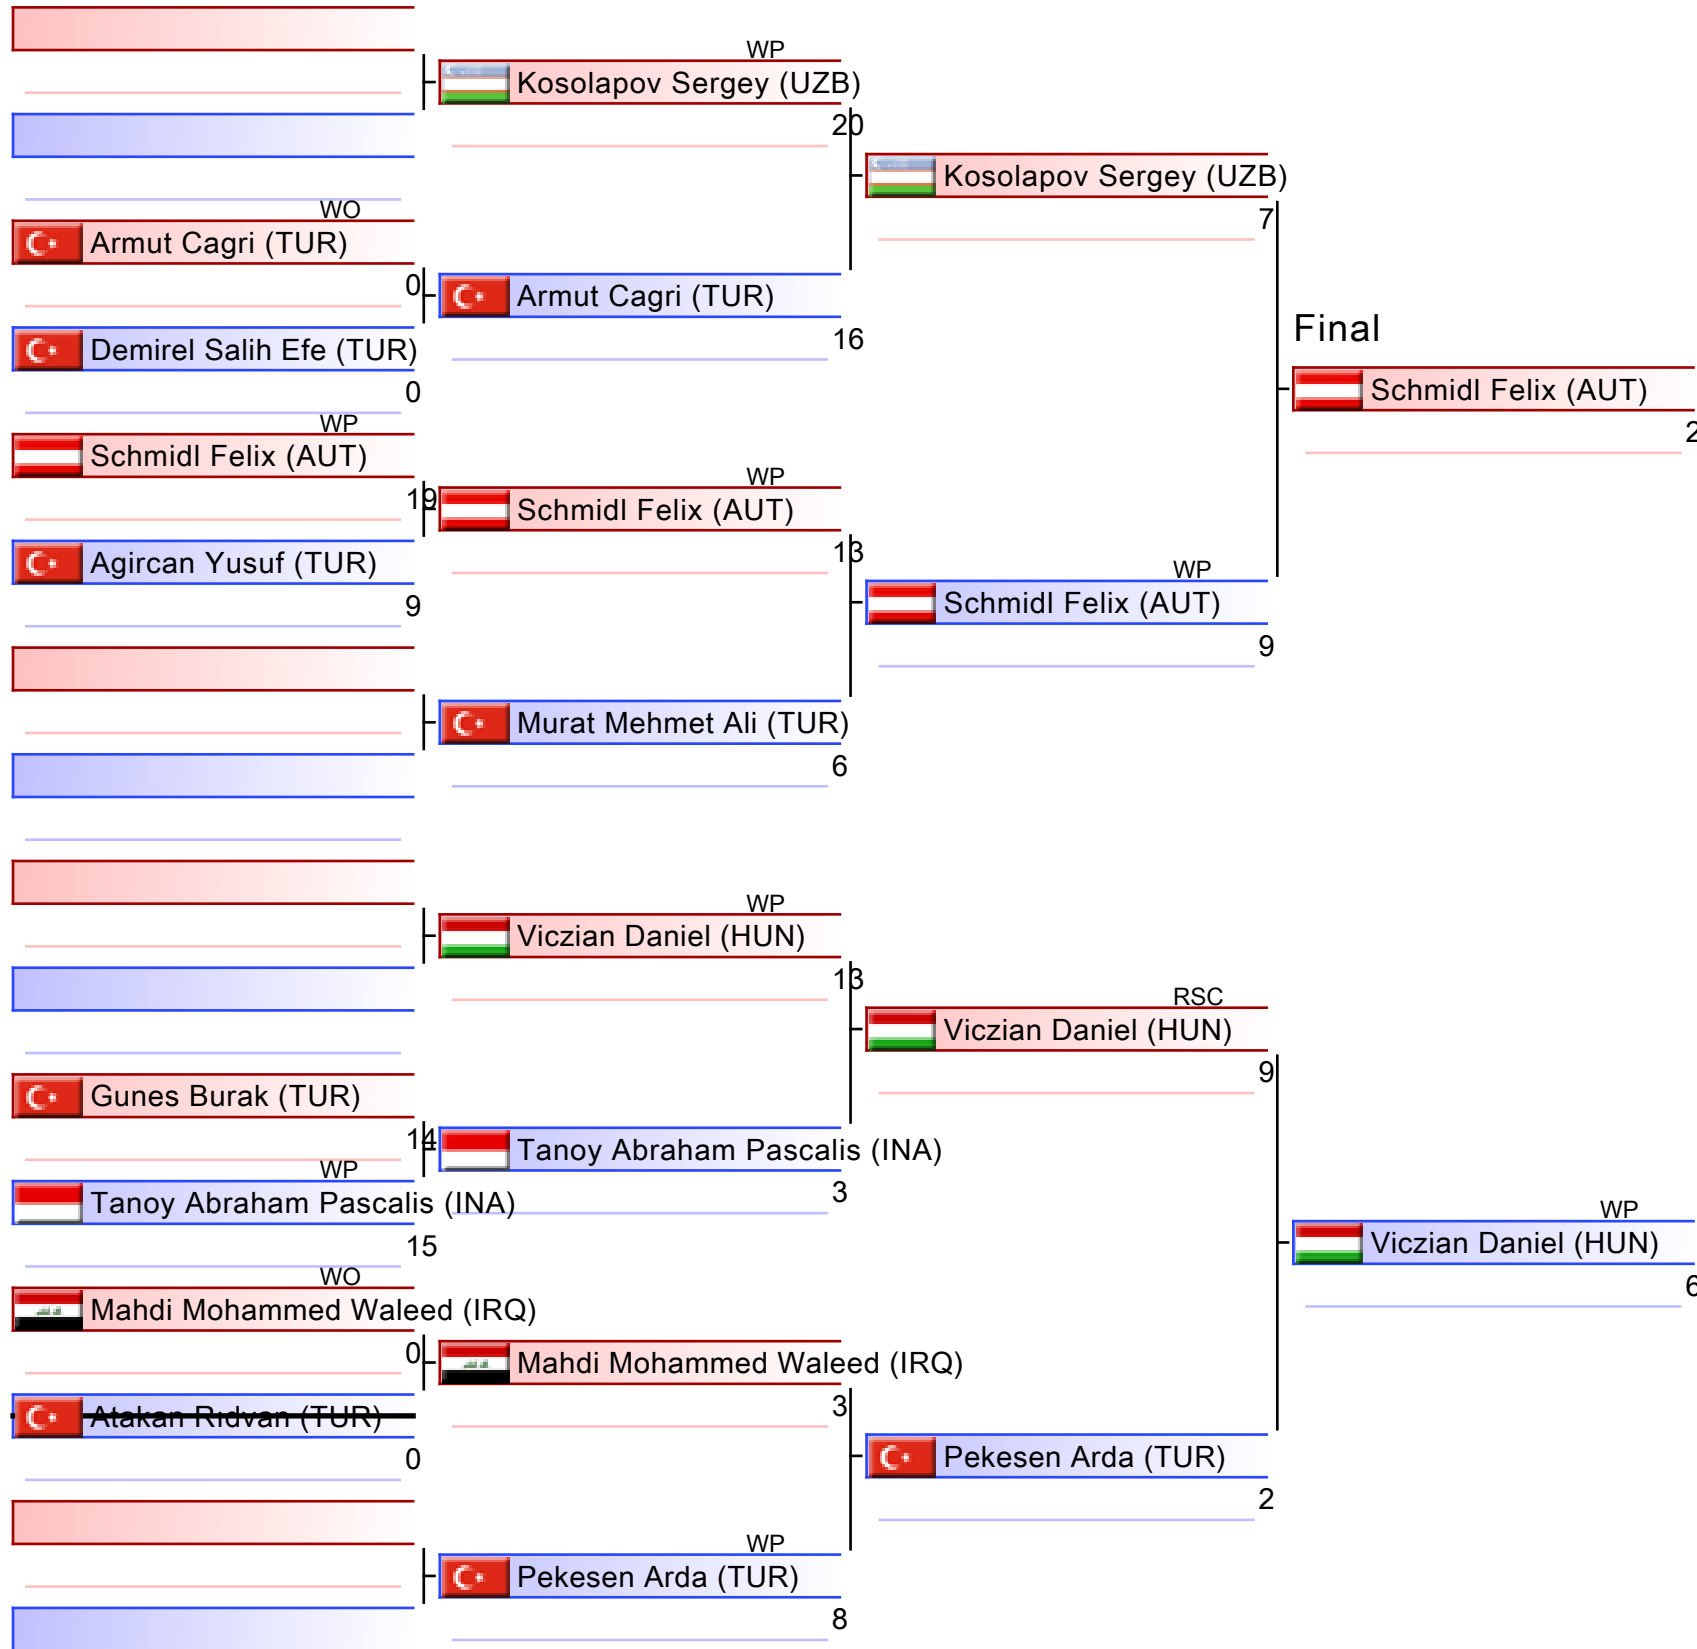 WP
Kosolapov Sergey (UZB)
20
Kosolapov Sergey (UZB)
7
WO
Armut Cagri (TUR)
0
Armut Cagri (TUR)
16
Demirel Salih Efe (TUR)
0
Final
Schmidl Felix (AUT)
2
WP
Schmidl Felix (AUT)
19
WP
Schmidl Felix (AUT)
13
Agircan Yusuf (TUR)
9
WP
Schmidl Felix (AUT)
9
Murat Mehmet Ali (TUR)
6
WP
Viczian Daniel (HUN)
13
RSC
Viczian Daniel (HUN)
9
Gunes Burak (TUR)
14
Tanoy Abraham Pascalis (INA)
3
WP
Tanoy Abraham Pascalis (INA)
15
WP
Viczian Daniel (HUN)
6
WO
Mahdi Mohammed Waleed (IRQ)
0
Mahdi Mohammed Waleed (IRQ)
3
Atakan Rıdvan (TUR)
0
Pekesen Arda (TUR)
2
WP
Pekesen Arda (TUR)
8